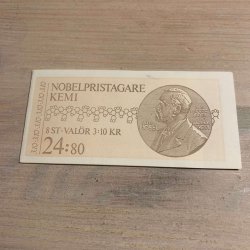 NOBELPRISTAGARE
KEMI
8 ST·VALÖR 3·10 KR
24:80